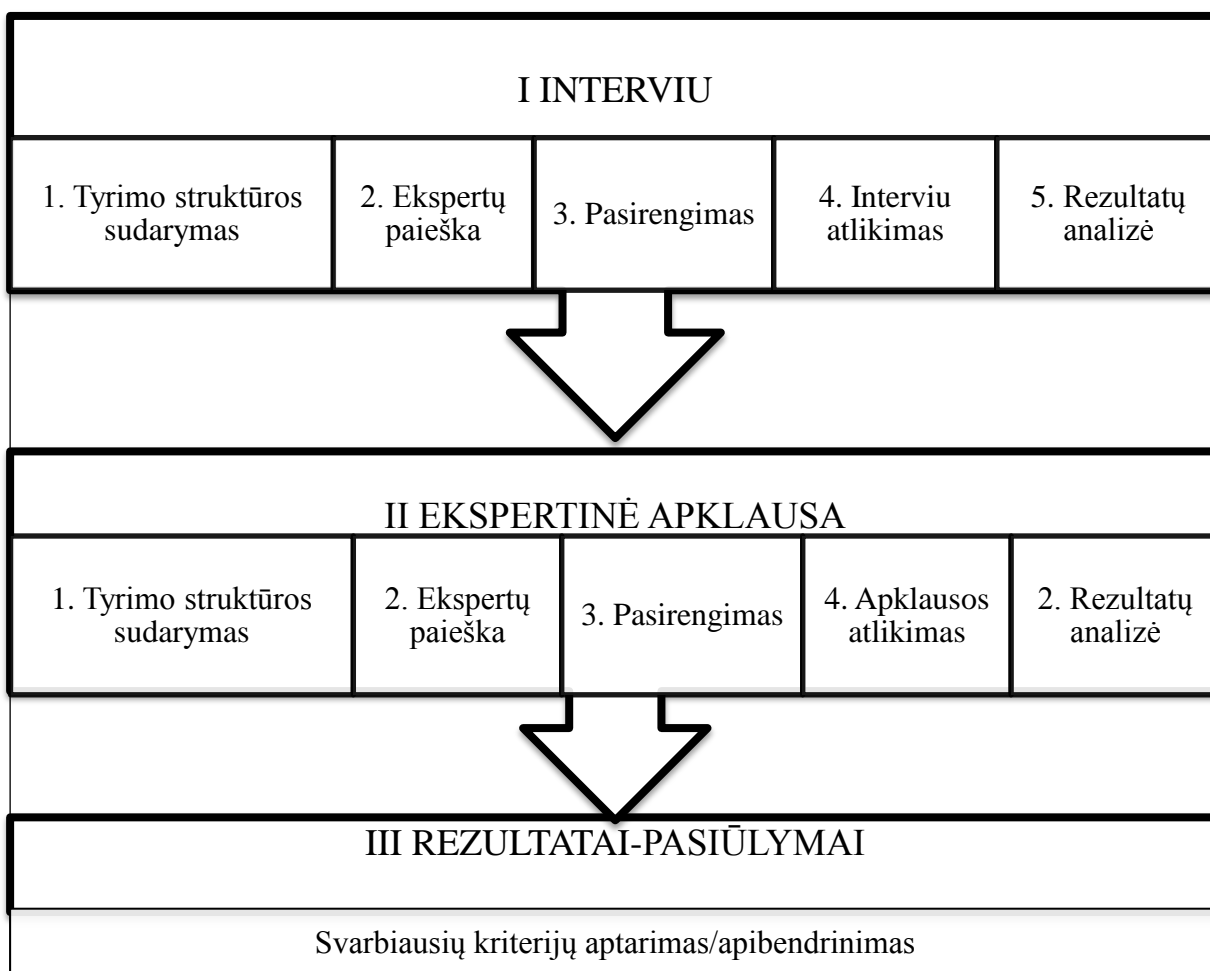 I INTERVIU
1. Tyrimo struktūros
sudarymas
2. Ekspertų
paieška
3. Pasirengimas
4. Interviu
atlikimas
5. Rezultatų
analizė
II EKSPERTINĖ APKLAUSA
1. Tyrimo struktūros
sudarymas
2. Ekspertų
paieška
3. Pasirengimas
4. Apklausos
atlikimas
2. Rezultatų
analizė
III REZULTATAI-PASIŪLYMAI
Svarbiausių kriterijų aptarimas/apibendrinimas